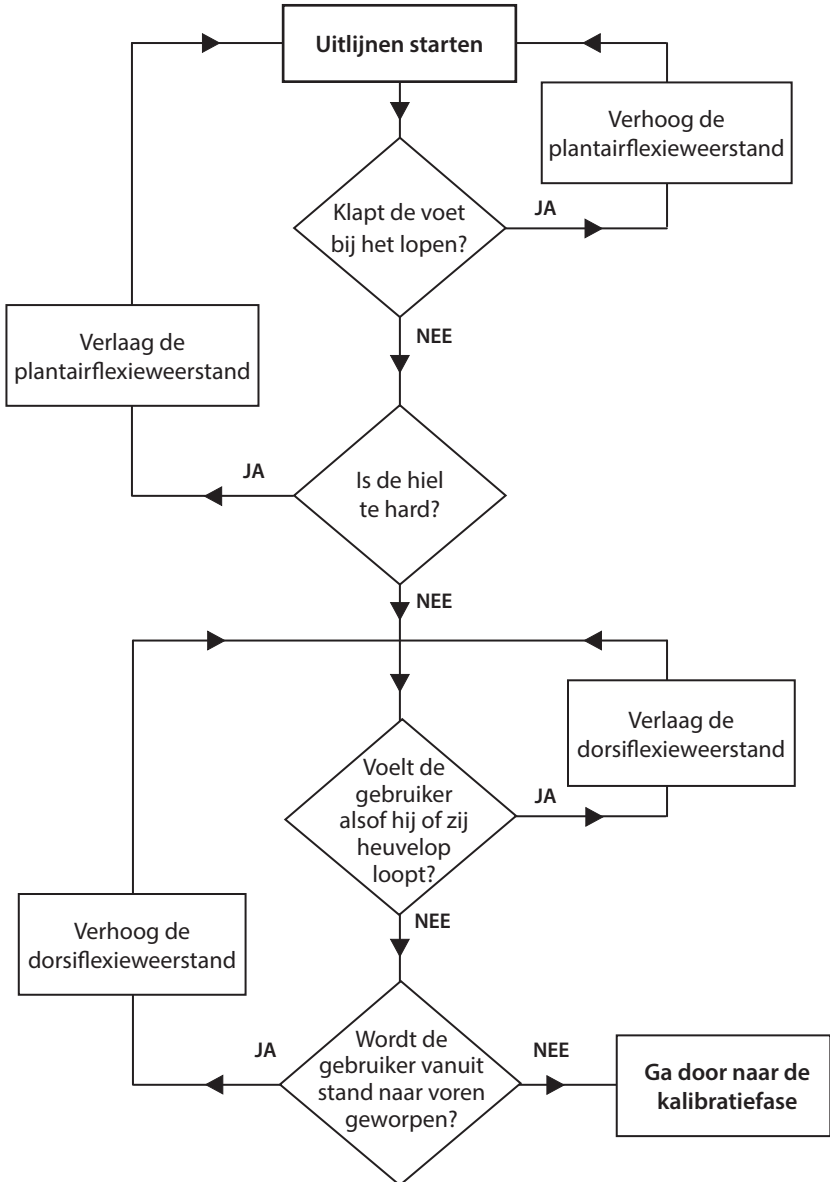 Uitlijnen starten
Verhoog de
plantairflexieweerstand
Klapt de voet
bij het lopen?
JA
NEE
Verlaag de
plantairflexieweerstand
JA
Is de hiel
te hard?
NEE
Verlaag de
dorsiflexieweerstand
Voelt de
gebruiker
alsof hij of zij
heuvelop
loopt?
JA
NEE
Verhoog de
dorsiflexieweerstand
JA
Wordt de
gebruiker vanuit
stand naar voren
geworpen?
NEE
Ga door naar de
kalibratiefase